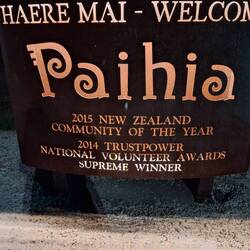 HAERE MAI - WELCOM
Paihia
2015 NEW ZEALAND
COMMUNITY OF THE YEAR
2014 TRUSTPOWER
NATIONAL VOLUNTEER AWARDS
SUPREME WINNER